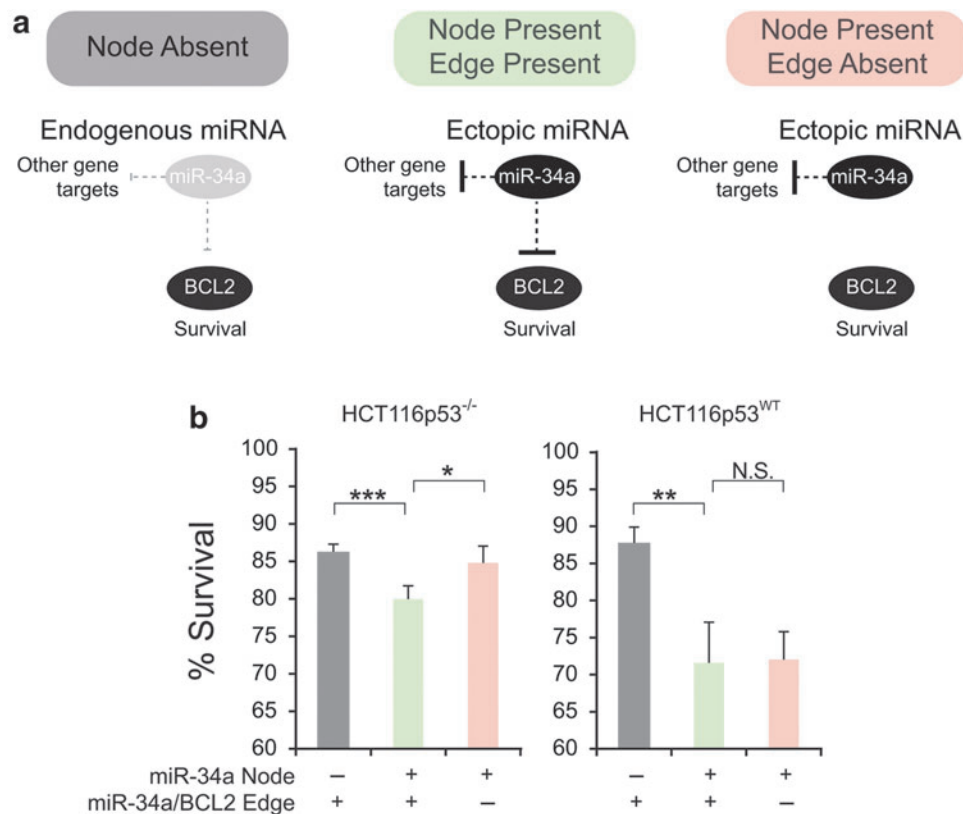 a
Node Absent
Node Present
Edge Present
Node Present
Edge Absent
Endogenous miRNA
Other gene
targets
miR-34a
BCL2
Survival
Ectopic miRNA
Other gene
targets
miR-34a
BCL2
Survival
Ectopic miRNA
Other gene
targets
miR-34a
BCL2
Survival
b
HCT116p53-/-
% Survival
100
95
90
85
80
75
70
65
60
***
*
HCT116p53WT
100
95
90
85
80
75
70
65
60
**
N.S.
miR-34a Node – + + – + +
miR-34a/BCL2 Edge + + – + + –